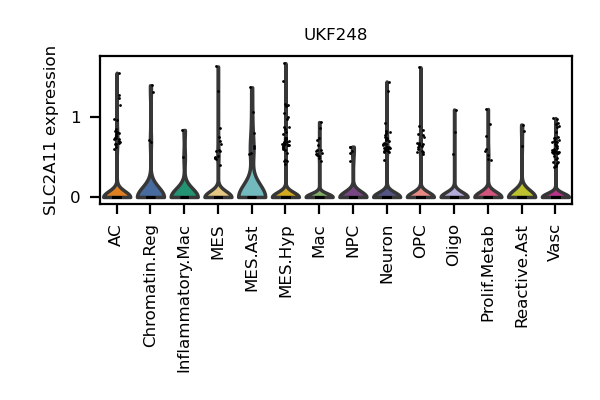 UKF248
SLC2A11 expression
1
0
AC
Chromatin.Reg
Inflammatory.Mac
MES
MES.Ast
MES.Hyp
Mac
NPC
Neuron
OPC
Oligo
Prolif.Metab
Reactive.Ast
Vasc